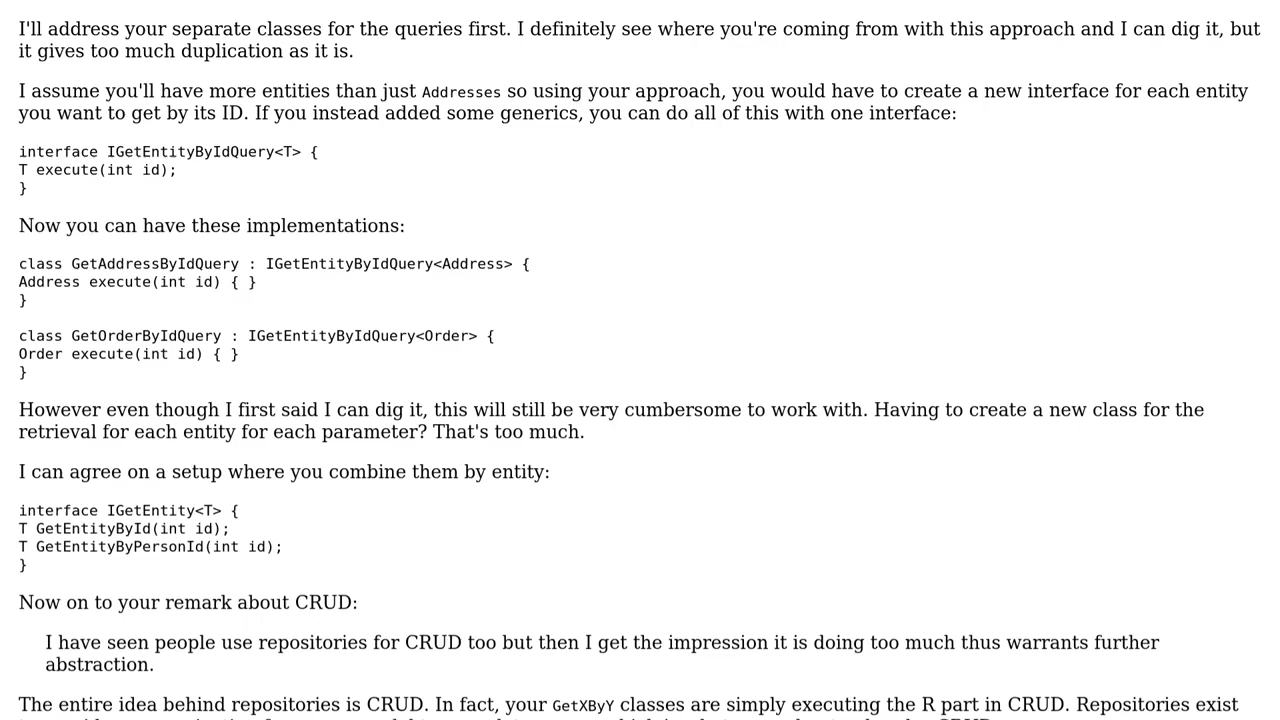 I'll address your separate classes for the queries first. I definitely see where you're coming from with this approach and I can dig it, but
it gives too much duplication as it is.
I assume you'll have more entities than just Addresses so using your approach, you would have to create a new interface for each entity
you want to get by its ID. If you instead added some generics, you can do all of this with one interface:
interface IGetEntityByIdQuery<T> {
T execute(int id);
}
Now you can have these implementations:
class GetAddressByIdQuery : IGetEntityByIdQuery<Address> {
Address execute(int id) { }
}
class GetOrderByIdQuery : IGetEntityByIdQuery<Order> {
Order execute(int id) { }
}
However even though I first said I can dig it, this will still be very cumbersome to work with. Having to create a new class for the
retrieval for each entity for each parameter? That's too much.
I can agree on a setup where you combine them by entity:
interface IGetEntity<T> {
T GetEntityById(int id);
T GetEntityByPersonId(int id);
}
Now on to your remark about CRUD:
I have seen people use repositories for CRUD too but then I get the impression it is doing too much thus warrants further
abstraction.
The entire idea behind repositories is CRUD. In fact, your GetXByY classes are simply executing the R part in CRUD. Repositories exist